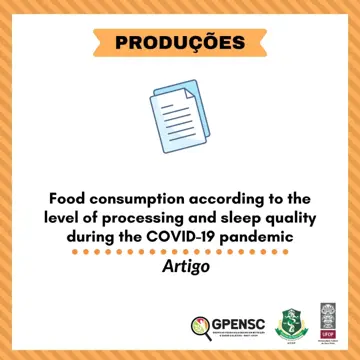 PRODUÇÕES
Food consumption according to the
level of processing and sleep quality
during the COVID-19 pandemic
Artigo
GPENSC
UFOP